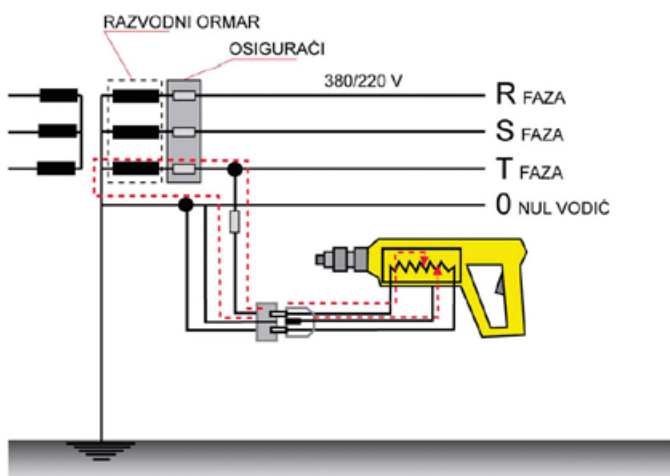 RAZVODNI ORMAR
OSIGURAČI
380/220 V
R FAZA
S FAZA
T FAZA
0 NUL VODIČ